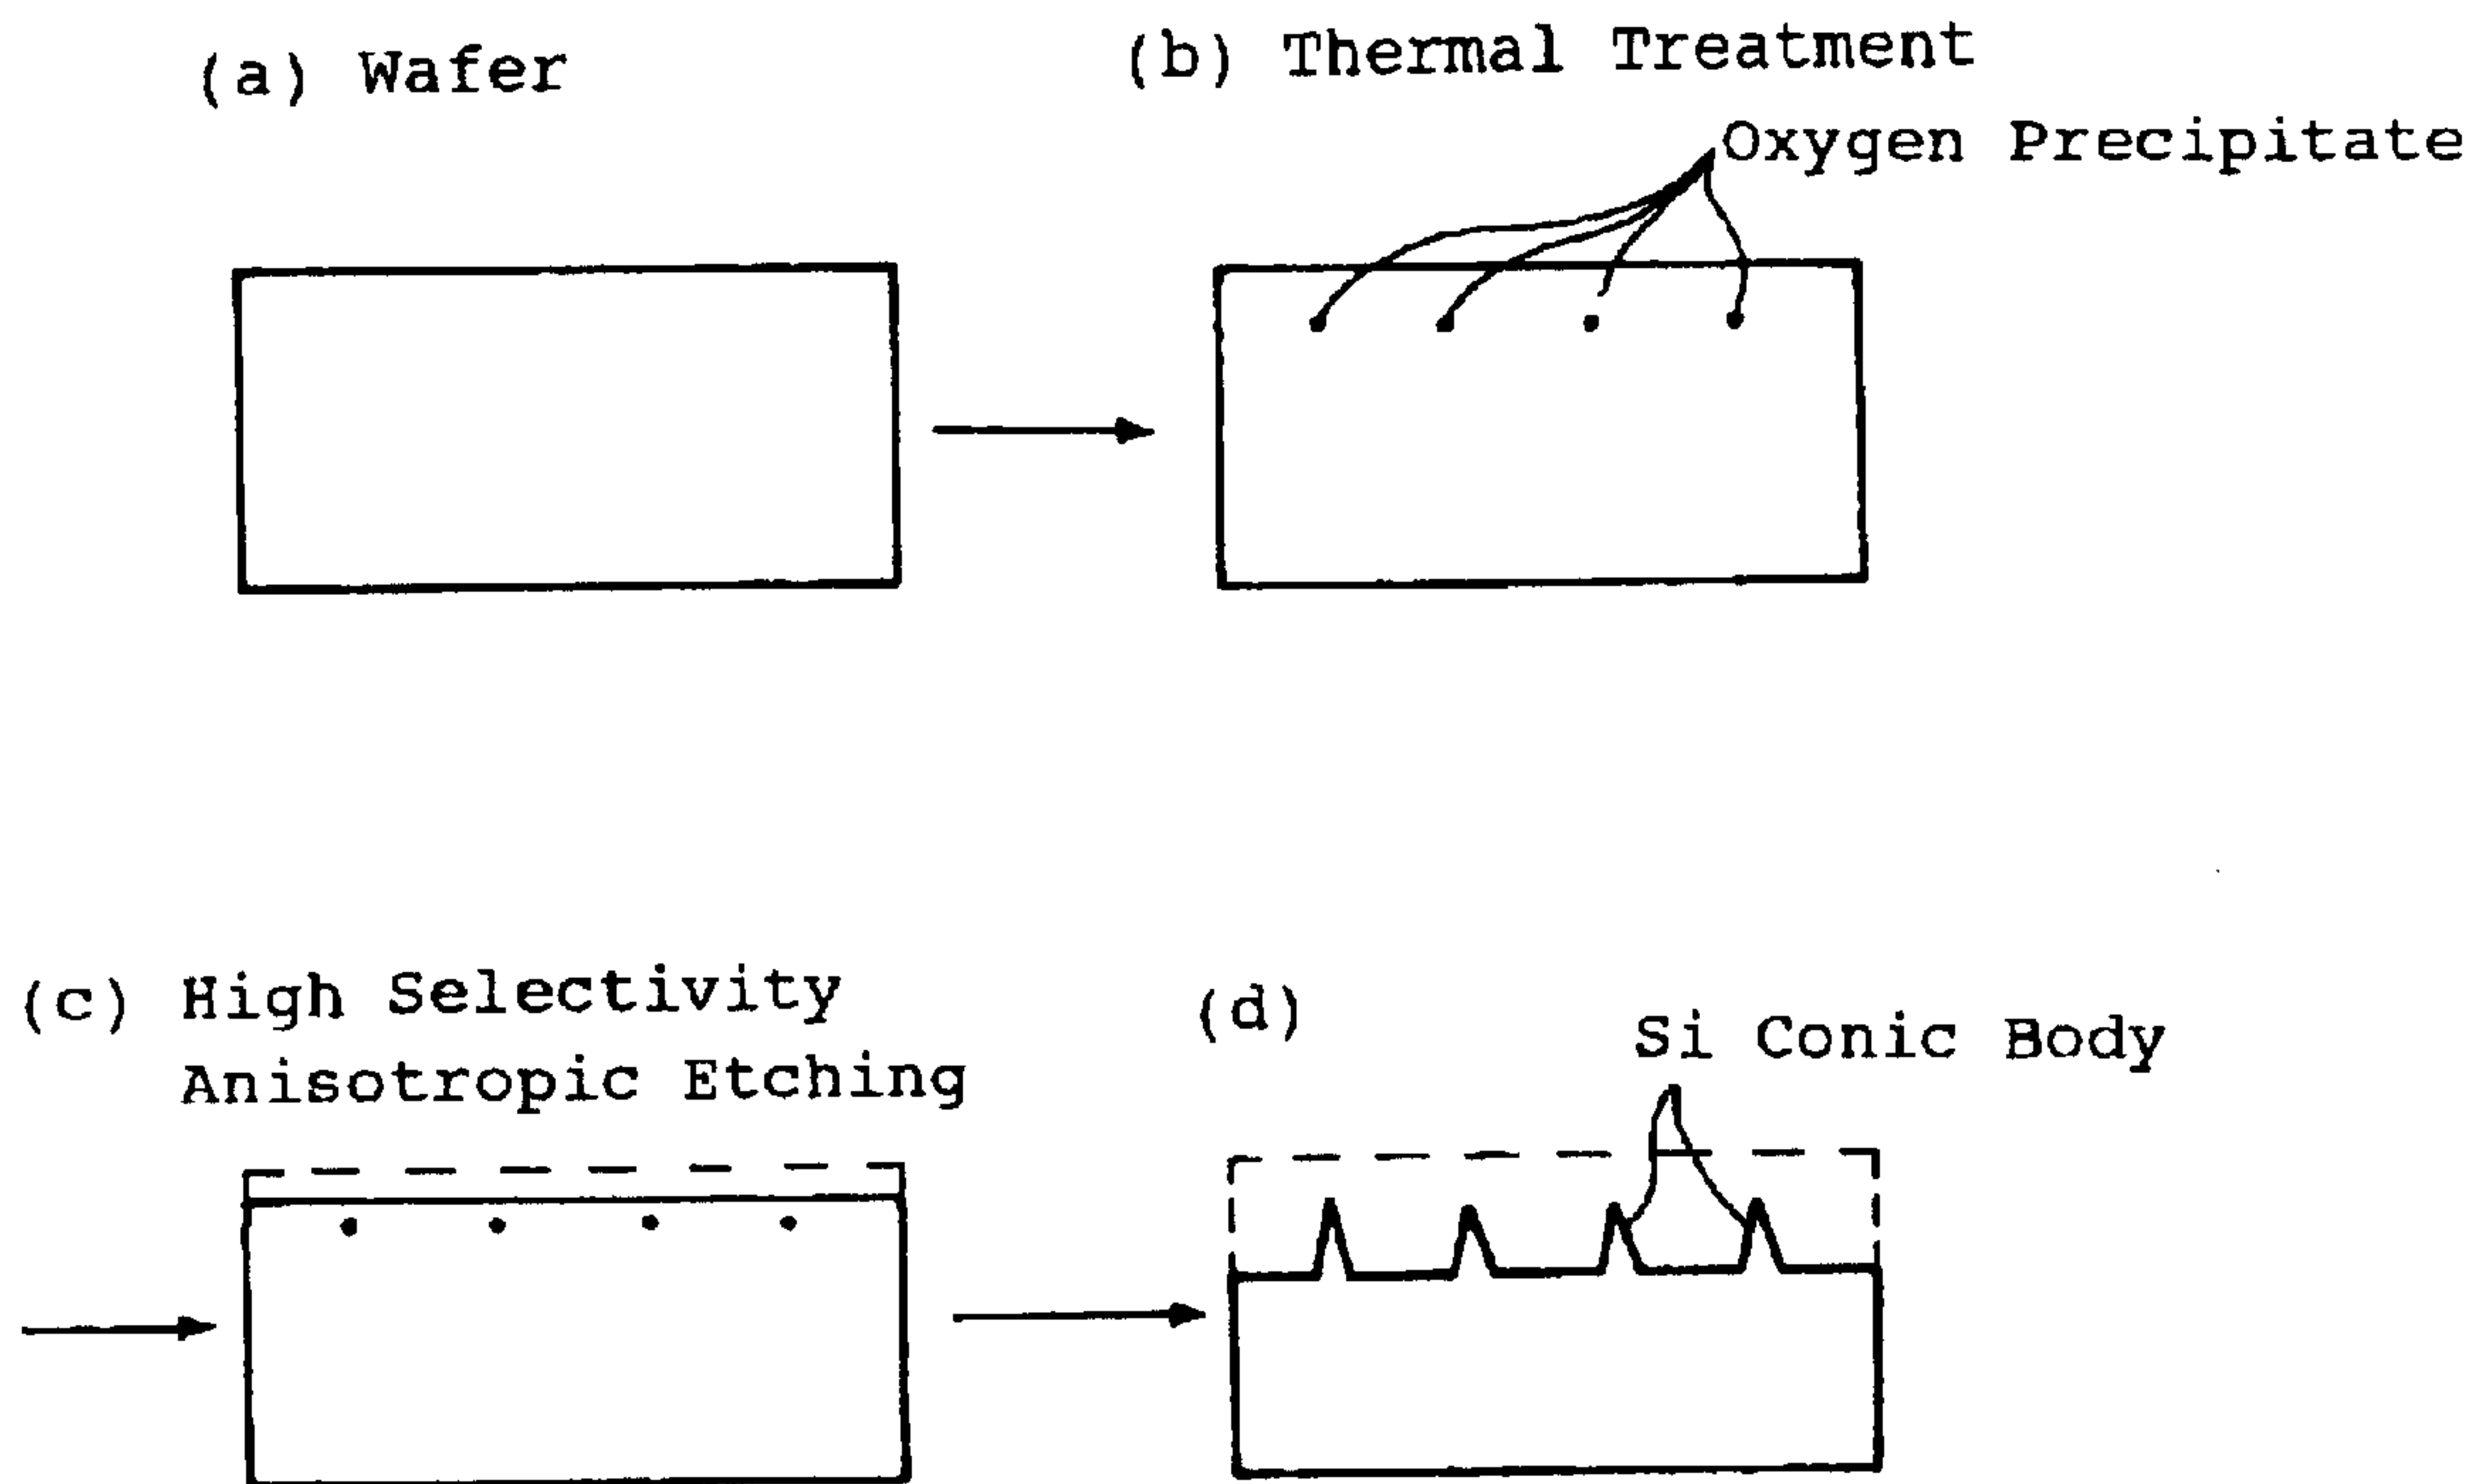 (a) Wafer
(b) Thermal Treatment
Oxygen Precipitate
(c) High Selectivity
Anisotropic Etching
(d)
Si Conic Body